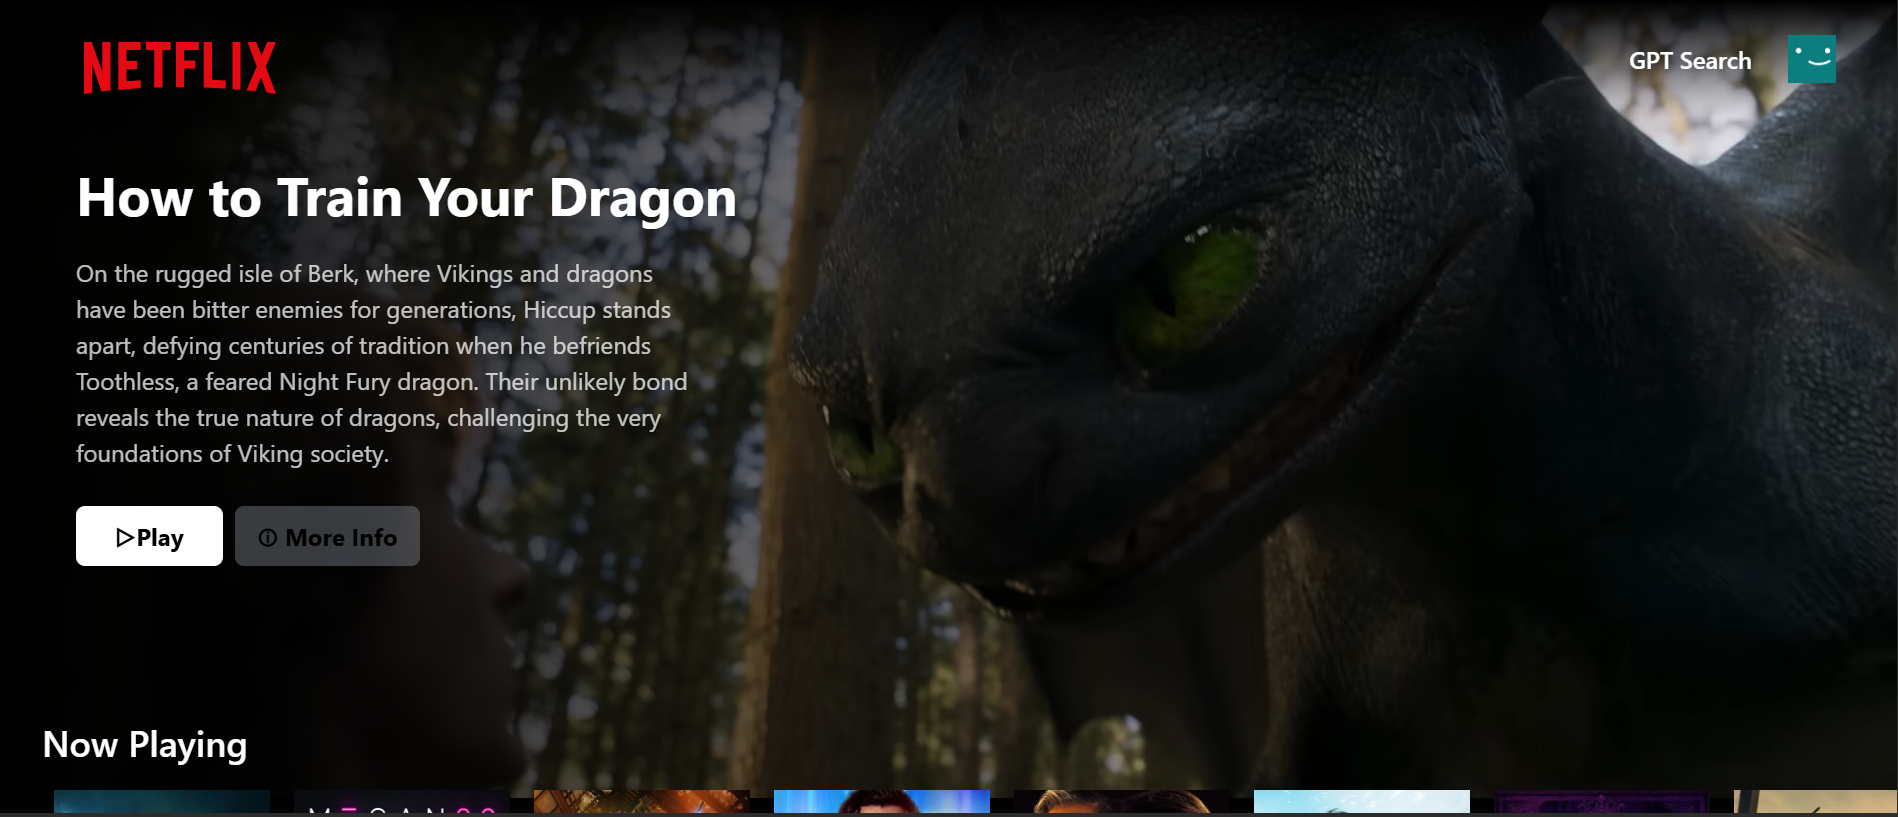 NETFLIX
GPT Search
How to Train Your Dragon
On the rugged isle of Berk, where Vikings and dragons
have been bitter enemies for generations, Hiccup stands
apart, defying centuries of tradition when he befriends
Toothless, a feared Night Fury dragon. Their unlikely bond
reveals the true nature of dragons, challenging the very
foundations of Viking society.
Play
More Info
Now Playing